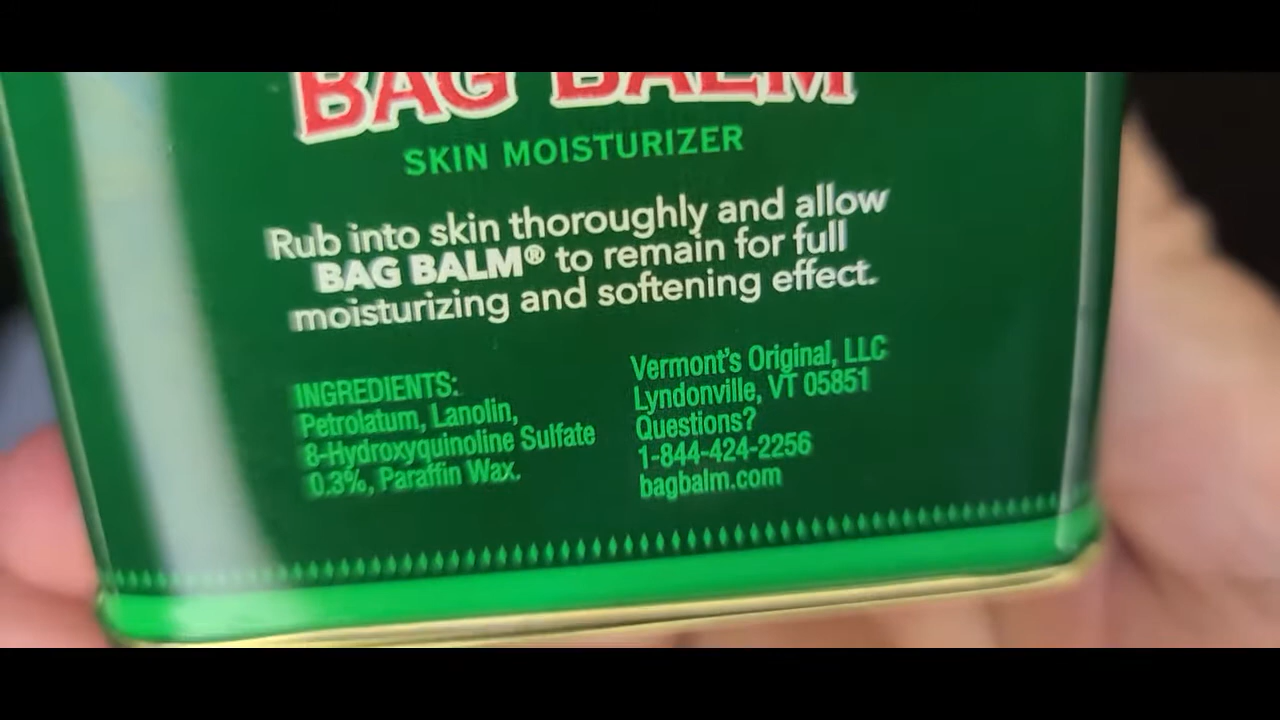 BAG BALM
SKIN MOISTURIZER
Rub into skin thoroughly and allow
BAG BALM® to remain for full
moisturizing and softening effect.
INGREDIENTS:
Petrolatum, Lanolin,
8-Hydroxyquinoline Sulfate
0.3%, Paraffin Wax.
Vermont's Original, LLC
Lyndonville, VT 05851
Questions?
1-844-424-2256
bagbalm.com